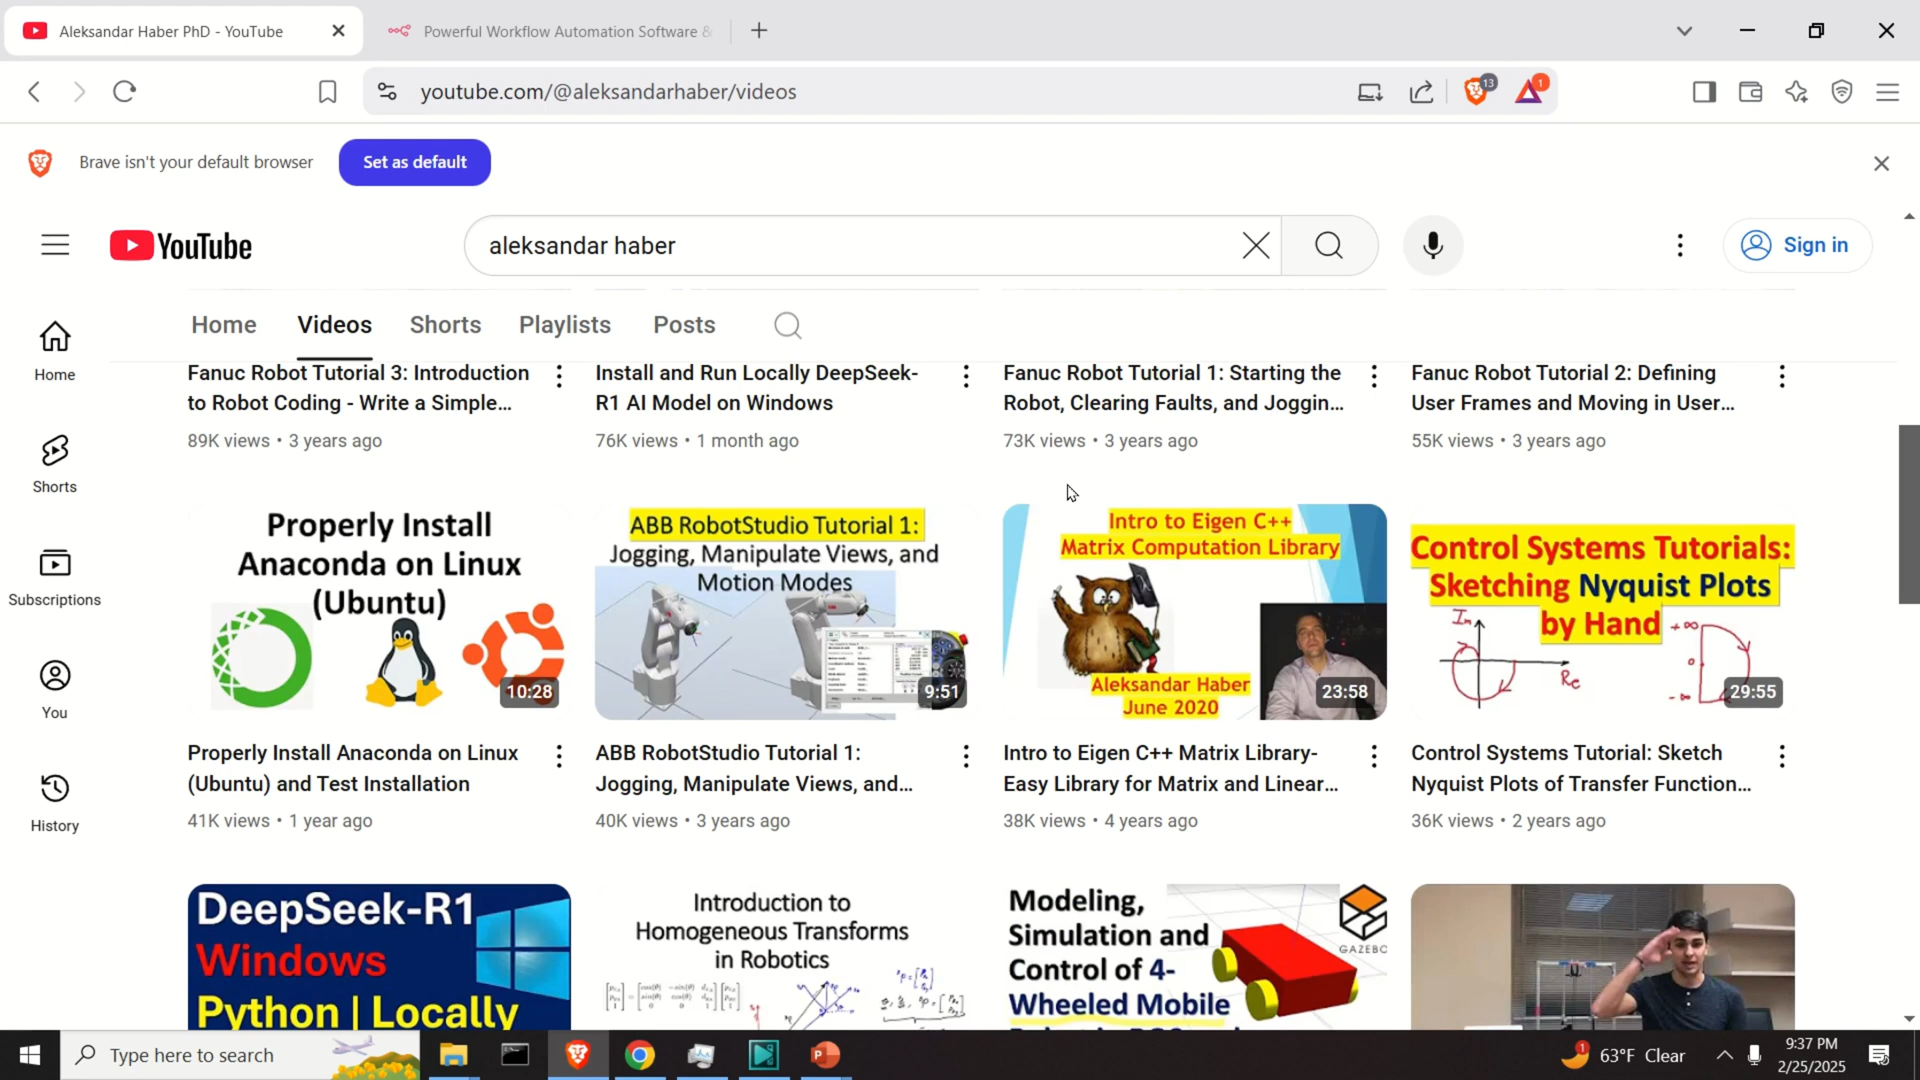 Aleksandar Haber PhD - YouTube
Powerful Workflow Automation Software &
youtube.com/@aleksandarhaber/videos
13
1
Brave isn't your default browser
Set as default
YouTube
aleksandar haber
Sign in
Home
Videos
Shorts
Playlists
Posts
Home
Shorts
Subscriptions
You
History
Fanuc Robot Tutorial 3: Introduction
to Robot Coding - Write a Simple...
89K views • 3 years ago
Install and Run Locally DeepSeek-
R1 AI Model on Windows
76K views • 1 month ago
Fanuc Robot Tutorial 1: Starting the
Robot, Clearing Faults, and Joggin...
73K views • 3 years ago
Fanuc Robot Tutorial 2: Defining
User Frames and Moving in User...
55K views • 3 years ago
Properly Install
Anaconda on Linux
(Ubuntu)
10:28
Properly Install Anaconda on Linux
(Ubuntu) and Test Installation
41K views • 1 year ago
ABB RobotStudio Tutorial 1:
Jogging, Manipulate Views, and
Motion Modes
9:51
ABB RobotStudio Tutorial 1:
Jogging, Manipulate Views, and...
40K views • 3 years ago
Intro to Eigen C++
Matrix Computation Library
Aleksandar Haber
June 2020
23:58
Intro to Eigen C++ Matrix Library-
Easy Library for Matrix and Linear...
38K views • 4 years ago
Control Systems Tutorials:
Sketching Nyquist Plots
by Hand
Im
Re
+∞
0
-∞
29:55
Control Systems Tutorial: Sketch
Nyquist Plots of Transfer Function...
36K views • 2 years ago
DeepSeek-R1
Windows
Python | Locally
Introduction to
Homogeneous Transforms
in Robotics
Modeling,
Simulation and
Control of 4-
Wheeled Mobile
GAZEBO
Type here to search
1
63°F Clear
9:37 PM
2/25/2025